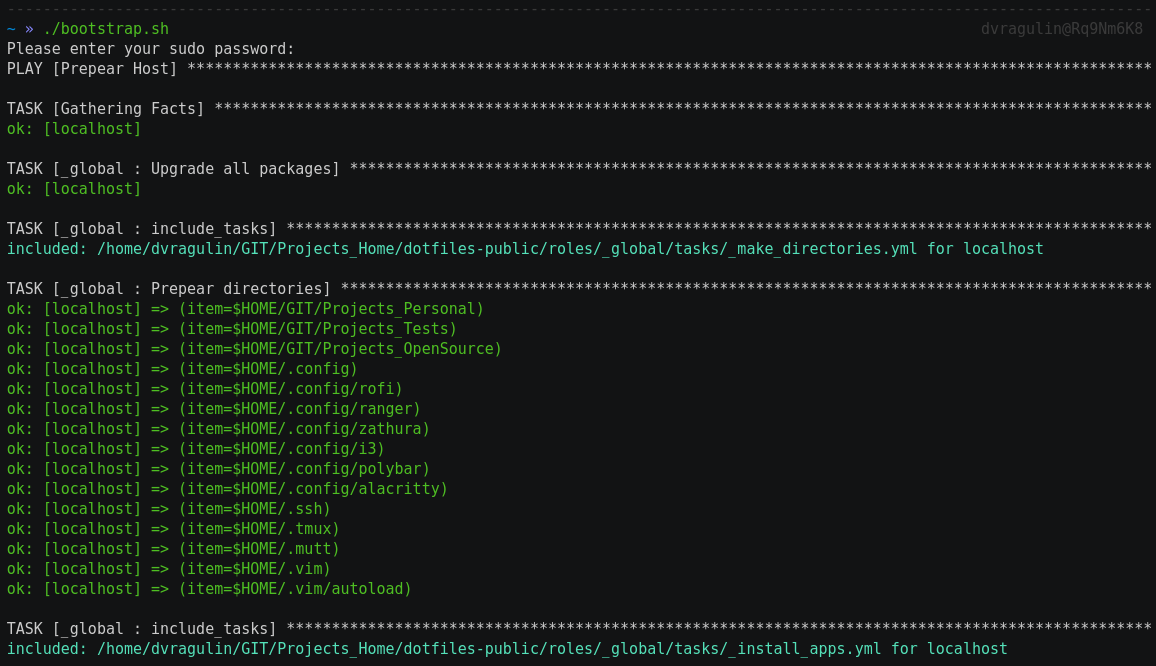 --------------------------------------------------------------------------------------------------------------------------------
~ » ./bootstrap.sh dvragulin@Rq9Nm6K8
Please enter your sudo password:
PLAY [Prepear Host] ***********************************************************************************************************
TASK [Gathering Facts] ********************************************************************************************************
ok: [localhost]
TASK [_global : Upgrade all packages] *****************************************************************************************
ok: [localhost]
TASK [_global : include_tasks] ************************************************************************************************
included: /home/dvragulin/GIT/Projects_Home/dotfiles-public/roles/_global/tasks/_make_directories.yml for localhost
TASK [_global : Prepear directories] ******************************************************************************************
ok: [localhost] => (item=$HOME/GIT/Projects_Personal)
ok: [localhost] => (item=$HOME/GIT/Projects_Tests)
ok: [localhost] => (item=$HOME/GIT/Projects_OpenSource)
ok: [localhost] => (item=$HOME/.config)
ok: [localhost] => (item=$HOME/.config/rofi)
ok: [localhost] => (item=$HOME/.config/ranger)
ok: [localhost] => (item=$HOME/.config/zathura)
ok: [localhost] => (item=$HOME/.config/i3)
ok: [localhost] => (item=$HOME/.config/polybar)
ok: [localhost] => (item=$HOME/.config/alacritty)
ok: [localhost] => (item=$HOME/.ssh)
ok: [localhost] => (item=$HOME/.tmux)
ok: [localhost] => (item=$HOME/.mutt)
ok: [localhost] => (item=$HOME/.vim)
ok: [localhost] => (item=$HOME/.vim/autoload)
TASK [_global : include_tasks] ************************************************************************************************
included: /home/dvragulin/GIT/Projects_Home/dotfiles-public/roles/_global/tasks/_install_apps.yml for localhost